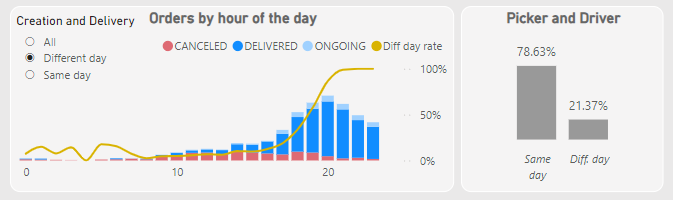 Creation and Delivery
All
Different day
Same day
Orders by hour of the day
CANCELED DELIVERED ONGOING Diff day rate
100%
50%
0%
0 10 20
Picker and Driver
78.63%
21.37%
Same day
Diff. day